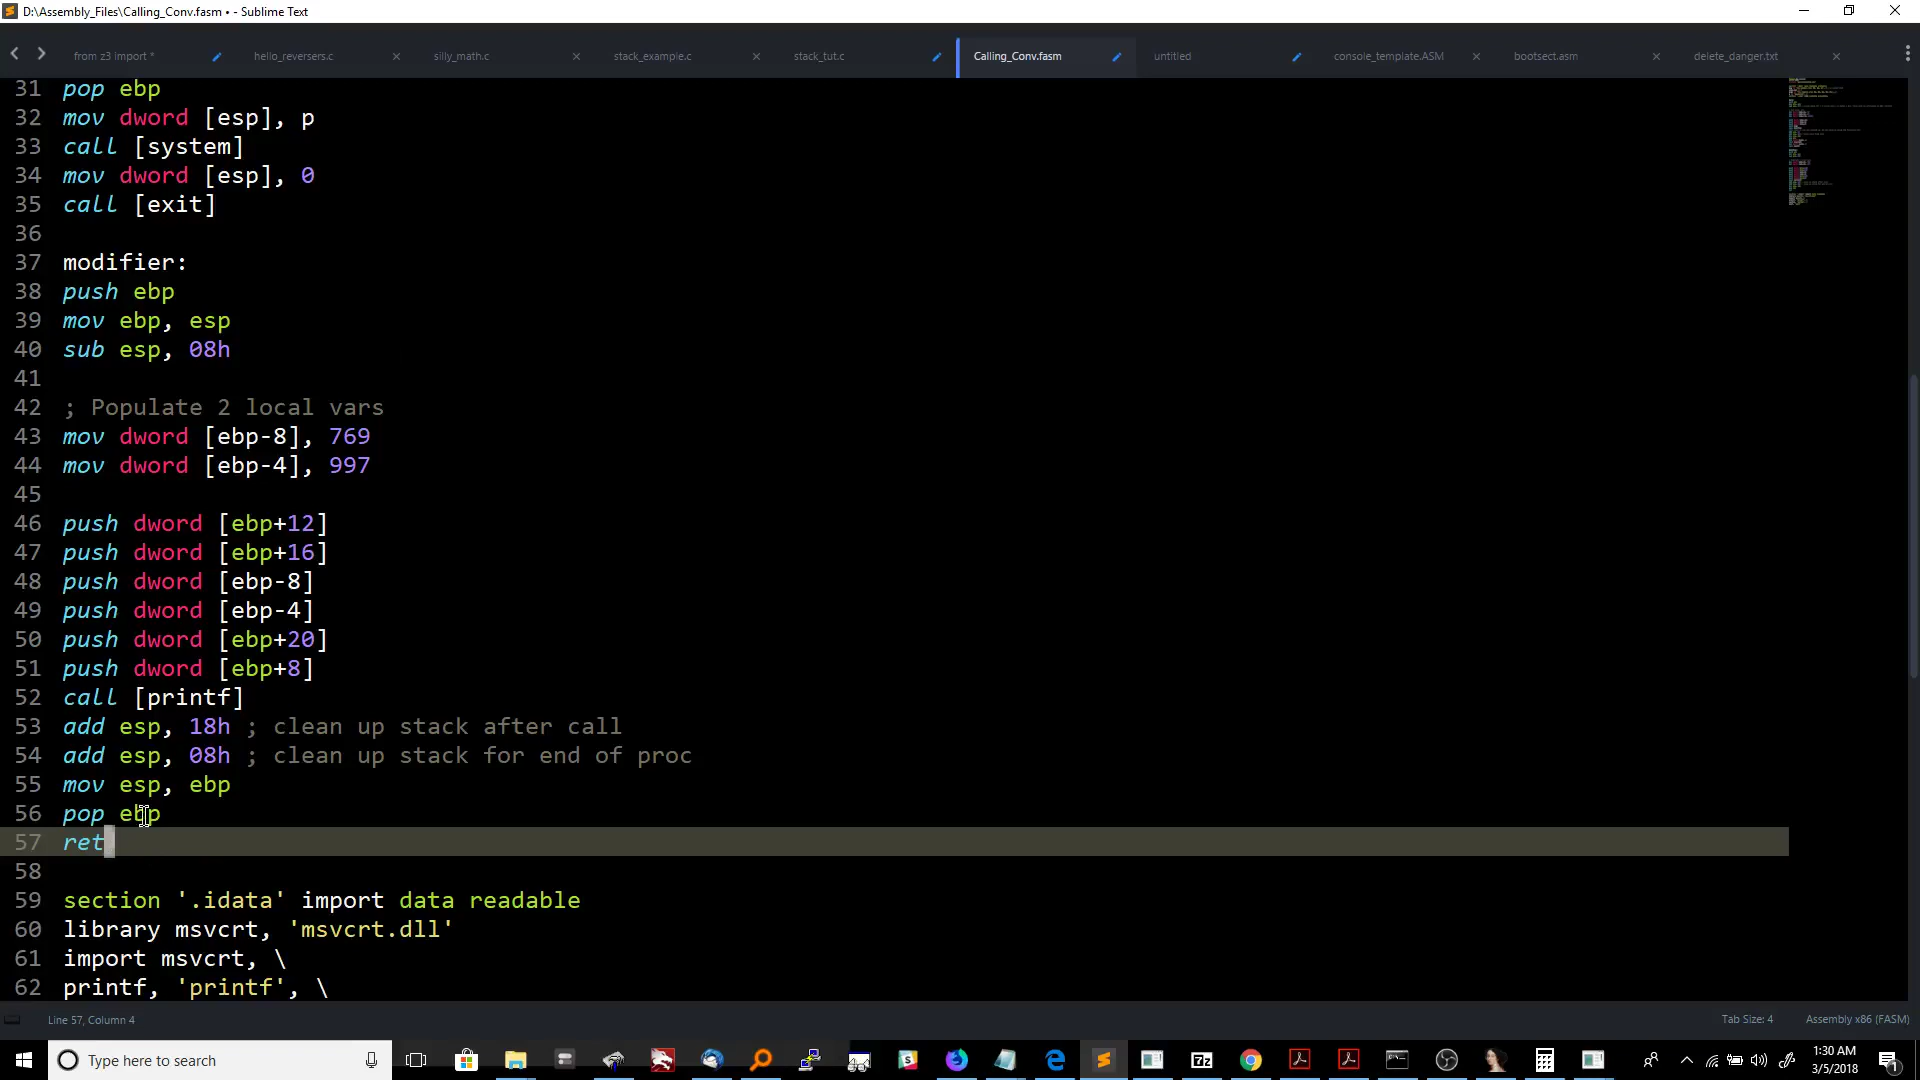 D:\Assembly_Files\Calling_Conv.fasm • - Sublime Text
from z3 import * hello_reversers.c silly_math.c stack_example.c stack_tut.c Calling_Conv.fasm untitled console_template.ASM bootsect.asm delete_danger.txt
31 pop ebp
32 mov dword [esp], p
33 call [system]
34 mov dword [esp], 0
35 call [exit]
36
37 modifier:
38 push ebp
39 mov ebp, esp
40 sub esp, 08h
41
42 ; Populate 2 local vars
43 mov dword [ebp-8], 769
44 mov dword [ebp-4], 997
45
46 push dword [ebp+12]
47 push dword [ebp+16]
48 push dword [ebp-8]
49 push dword [ebp-4]
50 push dword [ebp+20]
51 push dword [ebp+8]
52 call [printf]
53 add esp, 18h ; clean up stack after call
54 add esp, 08h ; clean up stack for end of proc
55 mov esp, ebp
56 pop ebp
57 ret
58
59 section '.idata' import data readable
60 library msvcrt, 'msvcrt.dll'
61 import msvcrt, \
62 printf, 'printf', \
Line 57, Column 4 Tab Size: 4 Assembly x86 (FASM)
Type here to search
7z
1:30 AM
3/5/2018
1